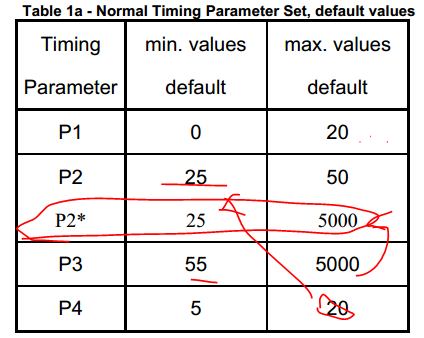 Table 1a - Normal Timing Parameter Set, default values
Timing Parameter min. values default max. values default
P1 0 20
P2 25 50
P2* 25 5000
P3 55 5000
P4 5 20